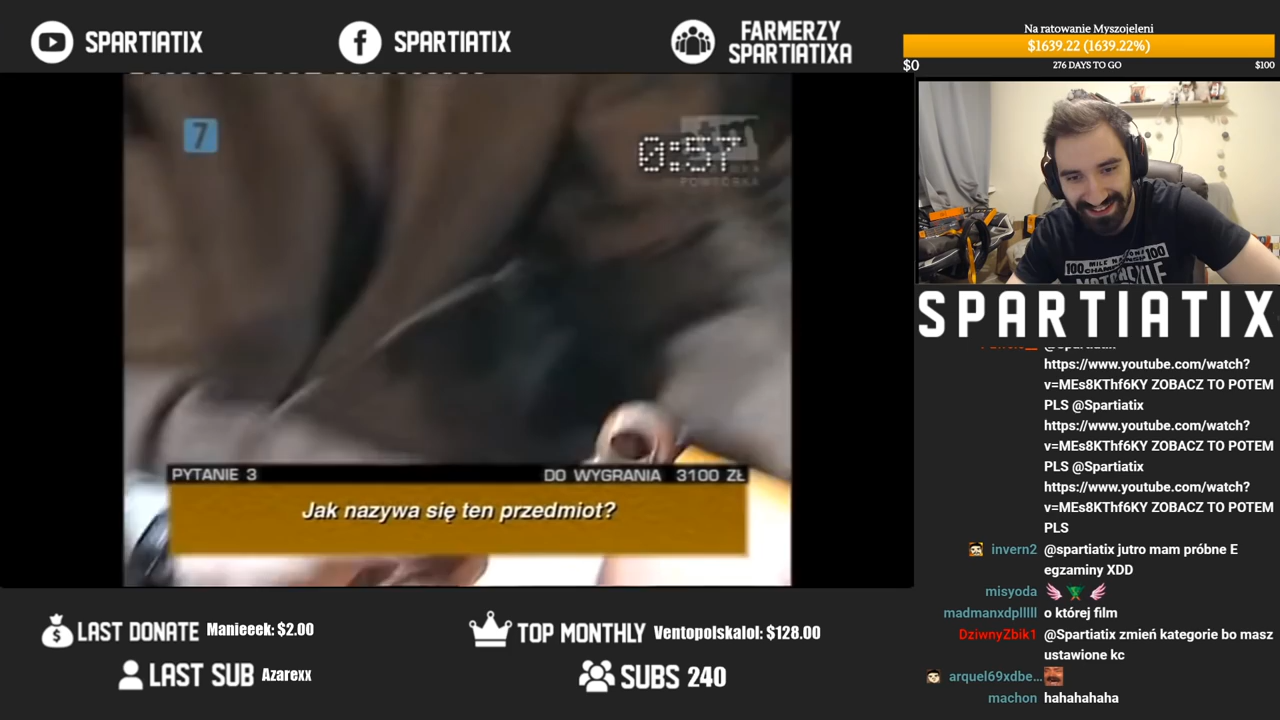 SPARTIATIX
SPARTIATIX
FARMERZY
SPARTIATIXA
Na ratowanie Myszojeleni
$1639.22 (1639.22%)
$0
276 DAYS TO GO
$100
7
0:57
POWTÓRKA
PYTANIE 3
DO WYGRANIA 3100 ZŁ
Jak nazywa się ten przedmiot?
100
100
SPARTIATIX
@Spartiatix
https://www.youtube.com/watch?
v=MEs8KThf6KY ZOBACZ TO POTEM
PLS @Spartiatix
https://www.youtube.com/watch?
v=MEs8KThf6KY ZOBACZ TO POTEM
PLS @Spartiatix
https://www.youtube.com/watch?
v=MEs8KThf6KY ZOBACZ TO POTEM
PLS
invern2 @spartiatix jutro mam próbne E
egzaminy XDD
misyoda
madmanxdplllll o której film
DziwnyZbik1 @Spartiatix zmień kategorie bo masz
ustawione kc
arquel69xdbe...
machon hahahahaha
LAST DONATE Manieeek: $2.00
TOP MONTHLY Ventopolskalol: $128.00
LAST SUB Azarexx
SUBS 240